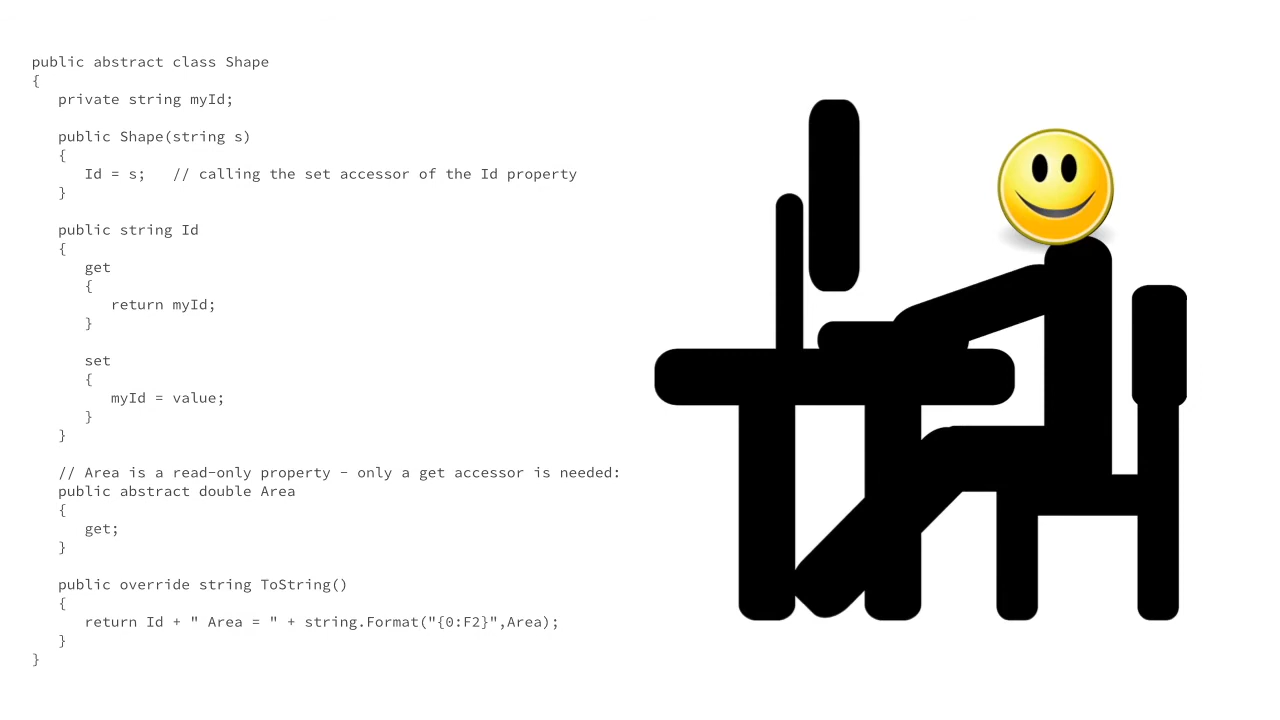 public abstract class Shape
{
   private string myId;

   public Shape(string s)
   {
      Id = s;   // calling the set accessor of the Id property
   }

   public string Id
   {
      get
      {
         return myId;
      }

      set
      {
         myId = value;
      }
   }

   // Area is a read-only property - only a get accessor is needed:
   public abstract double Area
   {
      get;
   }

   public override string ToString()
   {
      return Id + " Area = " + string.Format("{0:F2}",Area);
   }
}